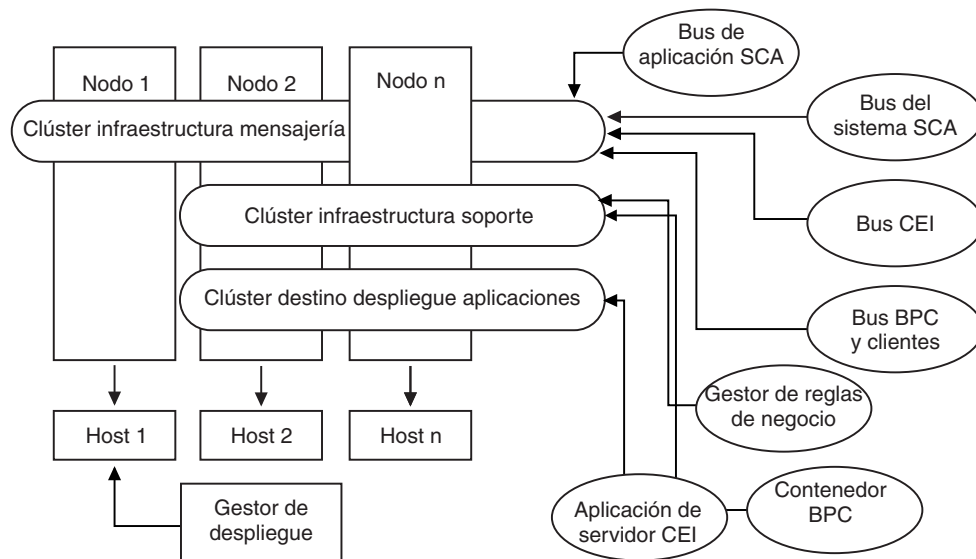 Nodo 1
Nodo 2
Nodo n
Bus de
aplicación SCA
Bus del
sistema SCA
Clúster infraestructura mensajería
Clúster infraestructura soporte
Bus CEI
Clúster destino despliegue aplicaciones
Bus BPC
y clientes
Gestor de reglas
de negocio
Host 1
Host 2
Host n
Gestor de
despliegue
Aplicación de
servidor CEI
Contenedor
BPC